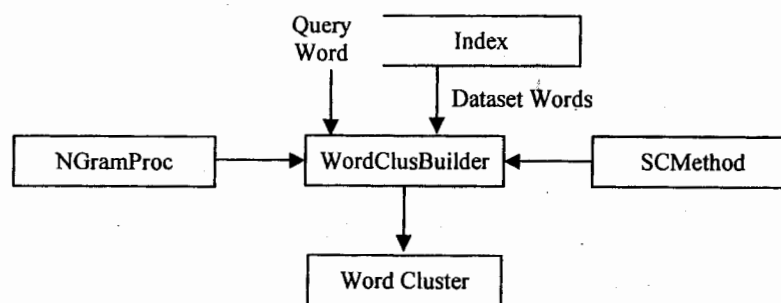 Query
Word
Index
Dataset Words
NGramProc
WordClusBuilder
SCMethod
Word Cluster